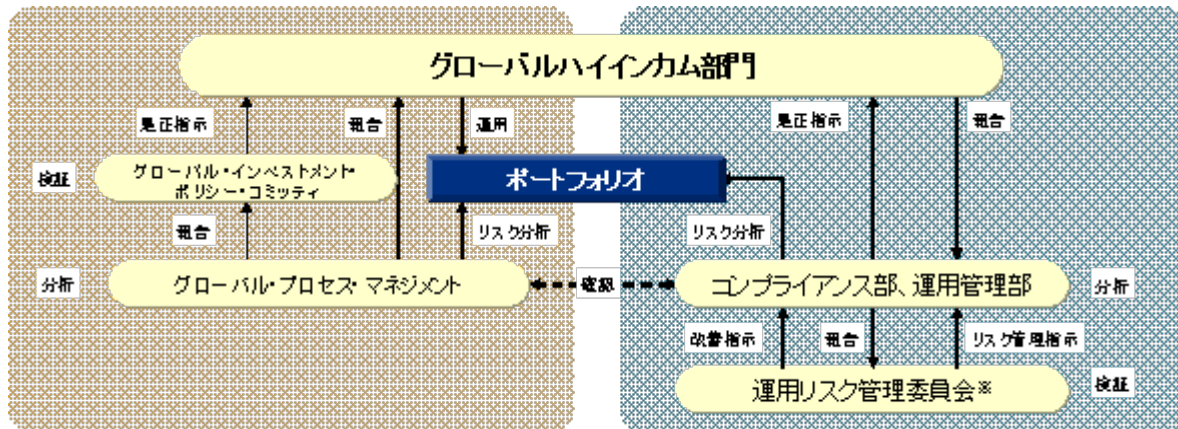 グローバルハイインカム部門
是正指示
報告
運用
是正指示
報告
検証
グローバル・インベストメント・
ポリシー・コミッティ
ポートフォリオ
報告
リスク分析
リスク分析
分析
グローバル・プロセス・マネジメント
確認
コンプライアンス部、運用管理部
分析
改善指示
報告
リスク管理指示
運用リスク管理委員会※
検証